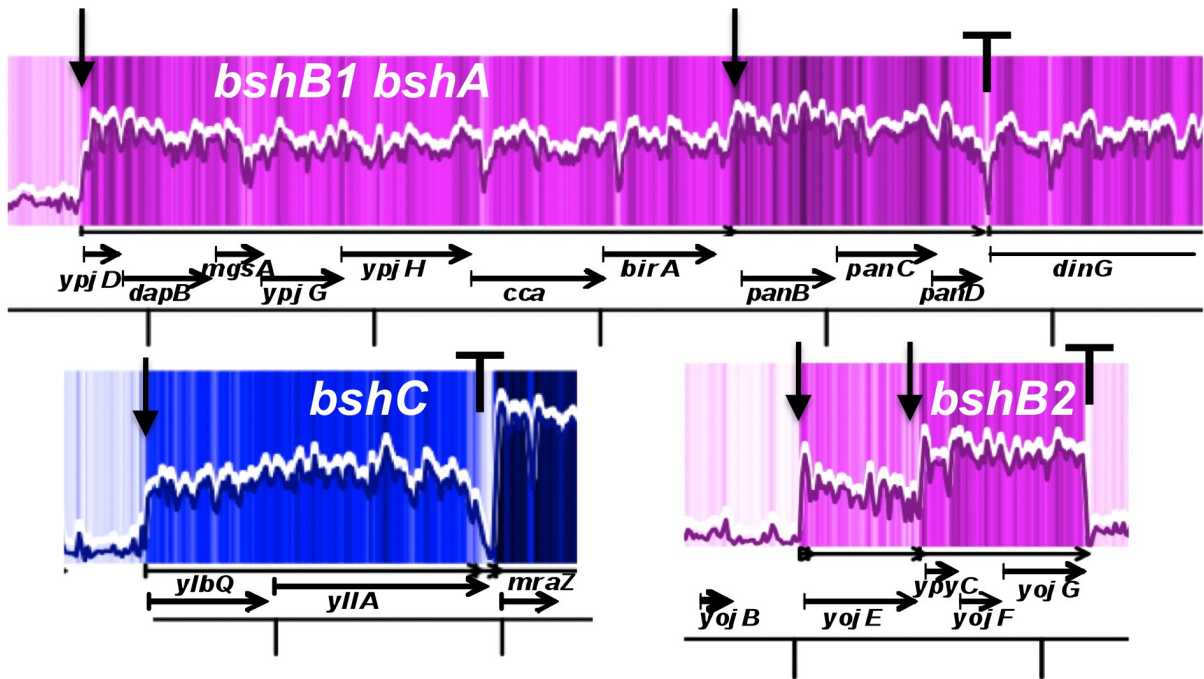 bshB1 bshA
ypjD dapB mgsA ypjG ypjH cca birA panB panC panD dinG
bshC
ylbQ yllA mraZ
bshB2
yojB yojE ypyC yojF yojG